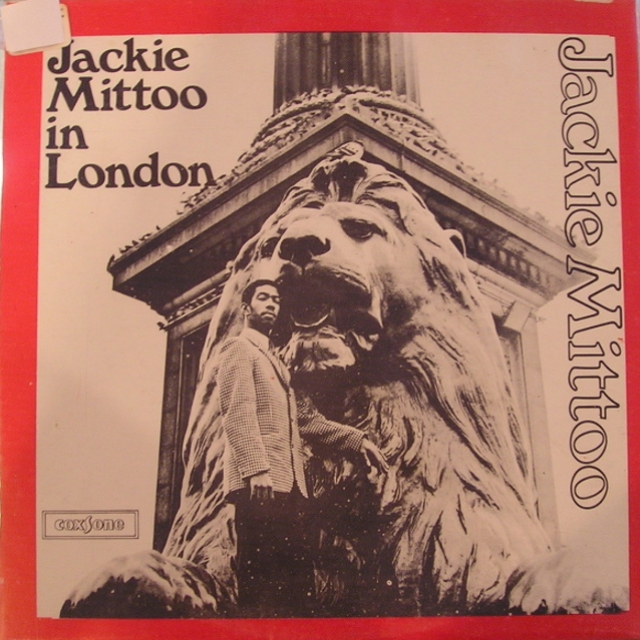 Jackie
Mittoo
in
London
Jackie Mittoo
coxsone